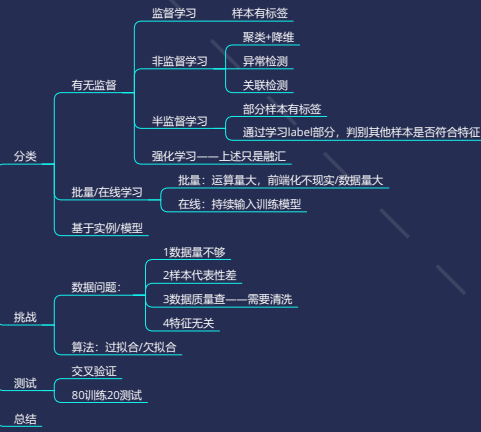 监督学习
样本有标签
聚类+降维
非监督学习
异常检测
有无监督
关联检测
部分样本有标签
半监督学习
通过学习label部分，判别其他样本是否符合特征
分类
强化学习——上述只是融汇
批量：运算量大，前端化不现实/数据量大
批量/在线学习
在线：持续输入训练模型
基于实例/模型
1数据量不够
2样本代表性差
数据问题：
3数据质量查——需要清洗
挑战
4特征无关
算法：过拟合/欠拟合
交叉验证
测试
80训练20测试
总结